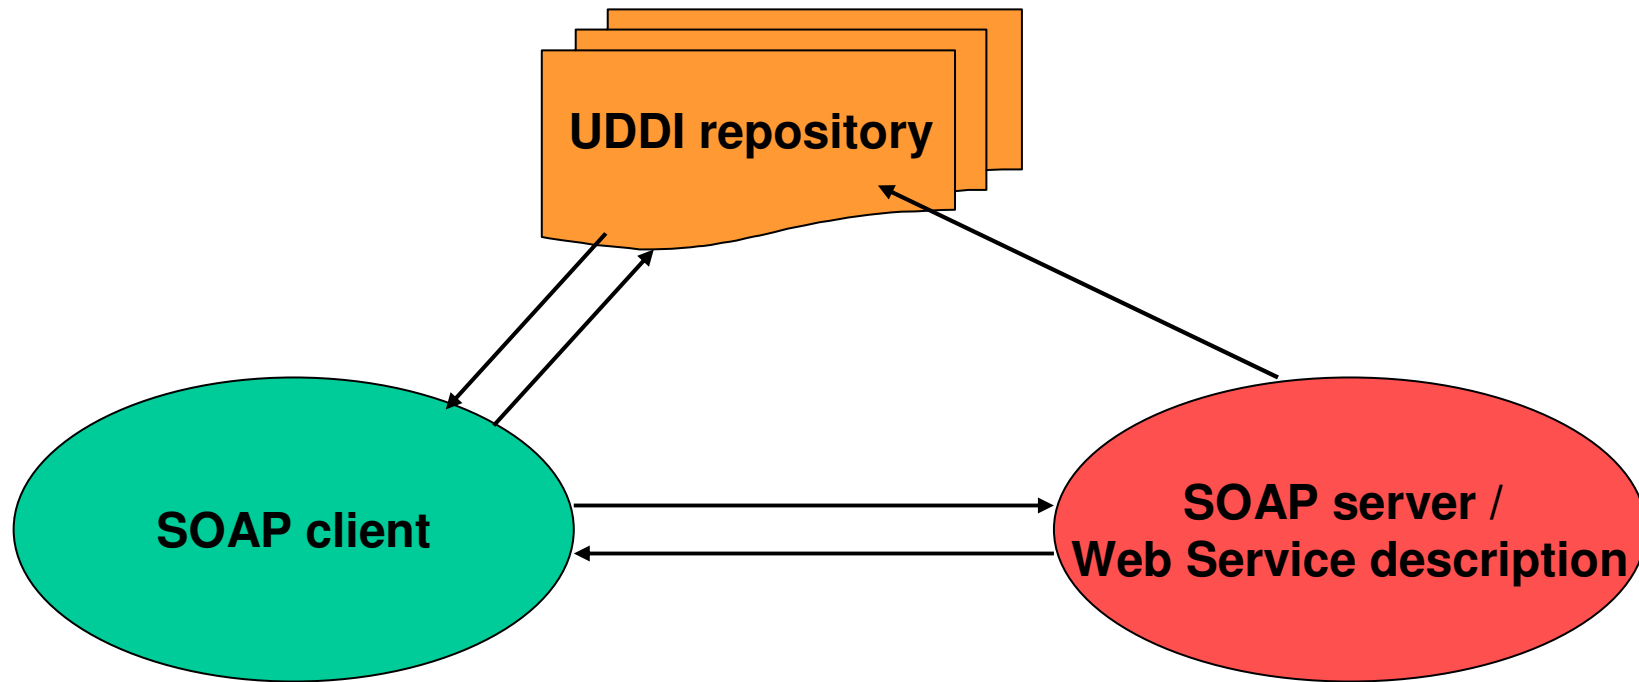 UDDI repository
SOAP client
SOAP server /
Web Service description